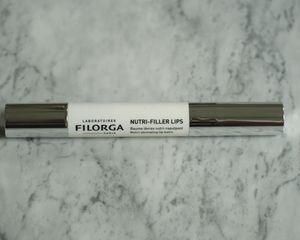 LABORATOIRES
FILORGA
PARIS
NUTRI-FILLER LIPS
Baume lèvres nutri-repulpant
Nutri-plumping lip balm